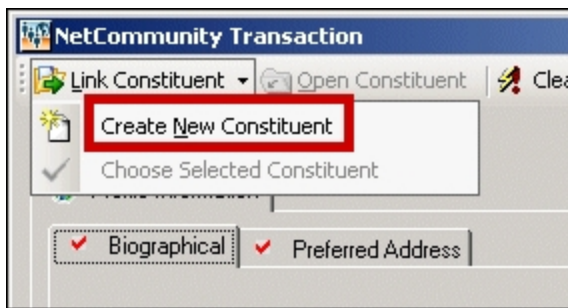 NetCommunity Transaction
Link Constituent Open Constituent
Create New Constituent
Choose Selected Constituent
Biographical Preferred Address